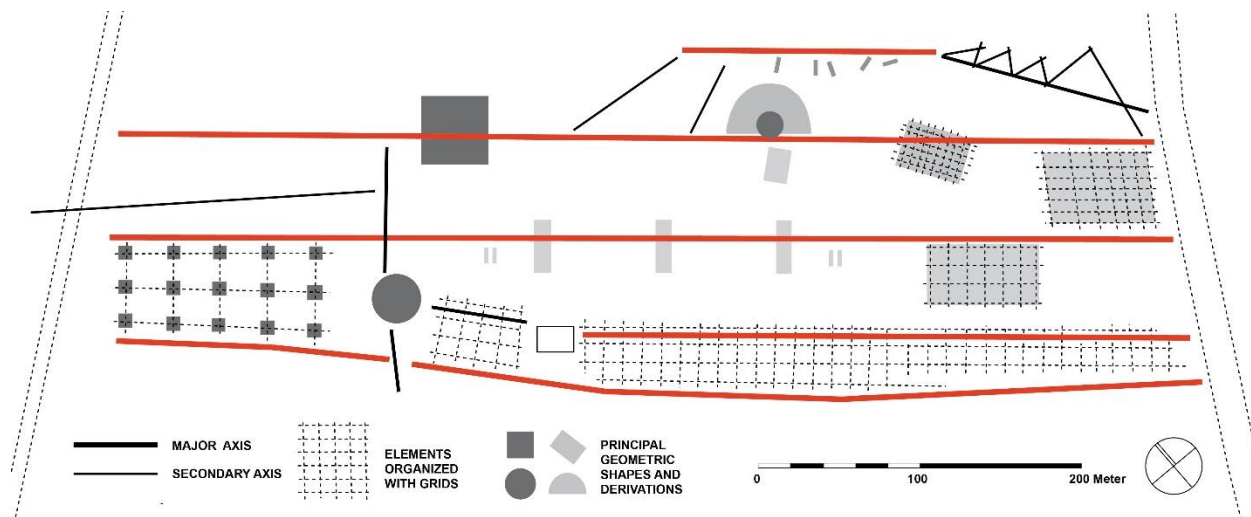 MAJOR AXIS
SECONDARY AXIS
ELEMENTS
ORGANIZED
WITH GRIDS
PRINCIPAL
GEOMETRIC
SHAPES AND
DERIVATIONS
0 100 200 Meter